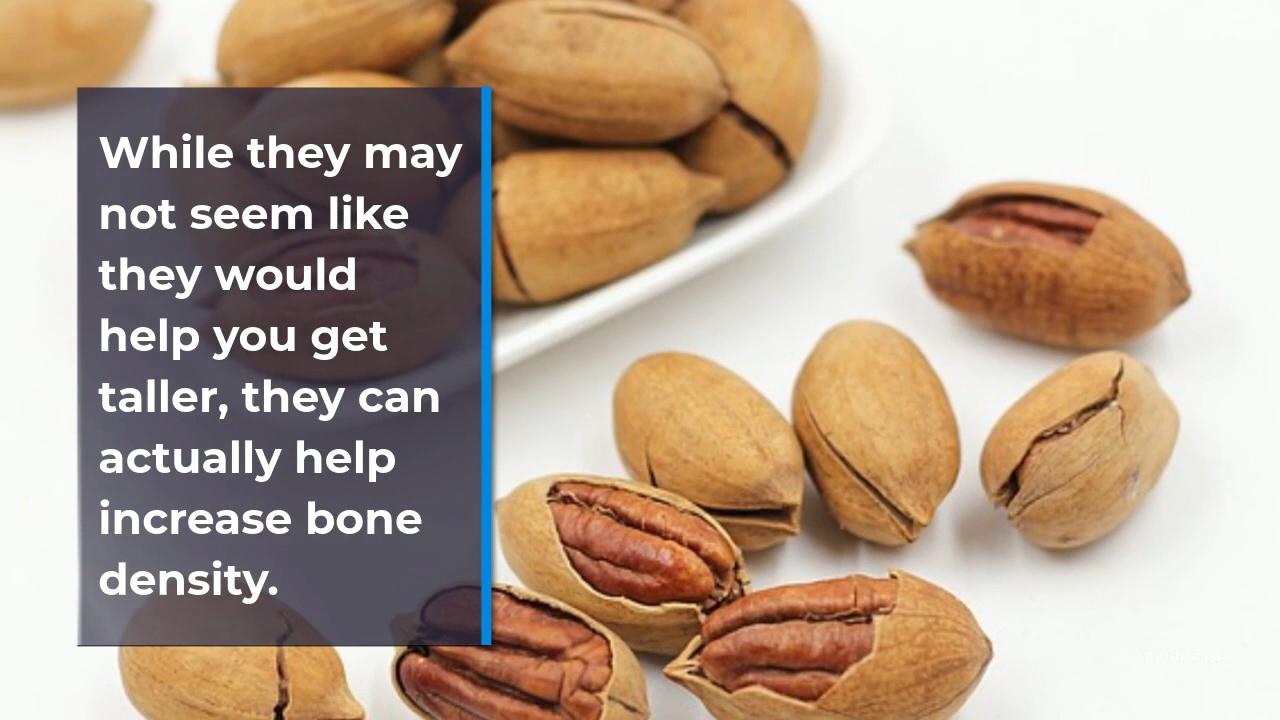 While they may
not seem like
they would
help you get
taller, they can
actually help
increase bone
density.